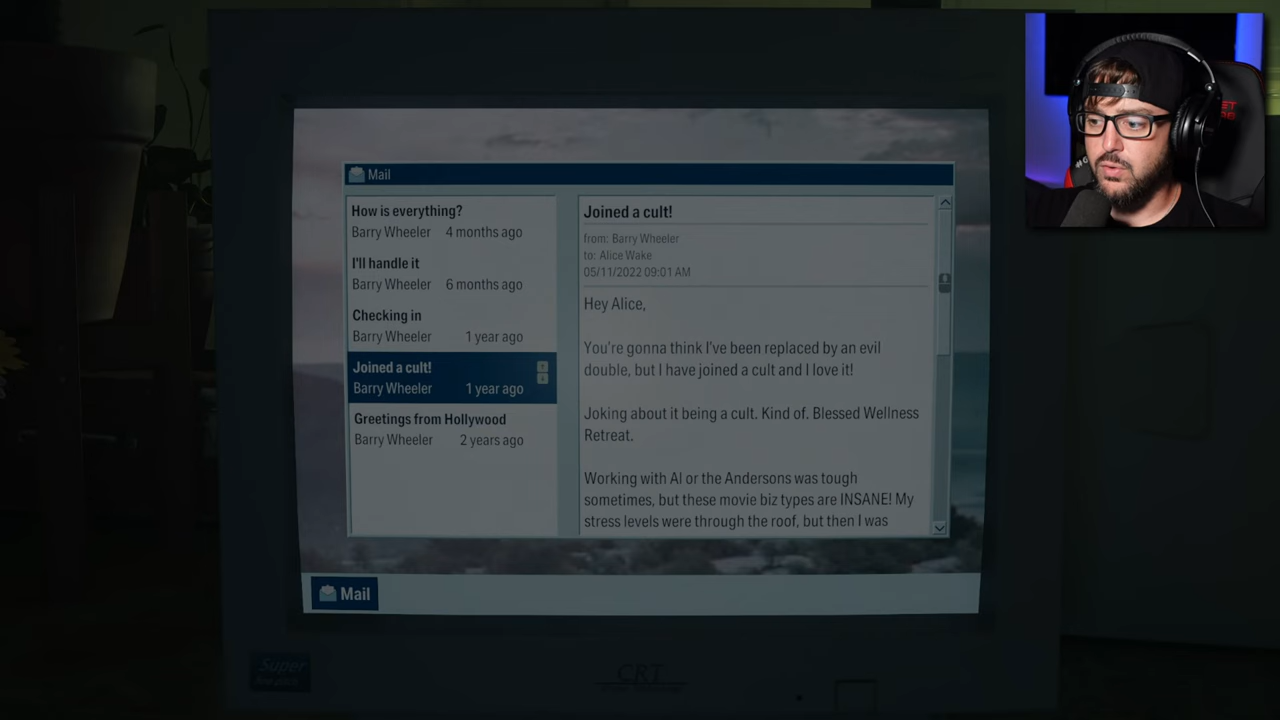 Mail
How is everything?
Barry Wheeler 4 months ago
I'll handle it
Barry Wheeler 6 months ago
Checking in
Barry Wheeler 1 year ago
Joined a cult!
Barry Wheeler 1 year ago
Greetings from Hollywood
Barry Wheeler 2 years ago
Joined a cult!
from: Barry Wheeler
to: Alice Wake
05/11/2022 09:01 AM
Hey Alice,
You're gonna think I've been replaced by an evil
double, but I have joined a cult and I love it!
Joking about it being a cult. Kind of. Blessed Wellness
Retreat.
Working with Al or the Andersons was tough
sometimes, but these movie biz types are INSANE! My
stress levels were through the roof, but then I was
Mail
Super
CRT